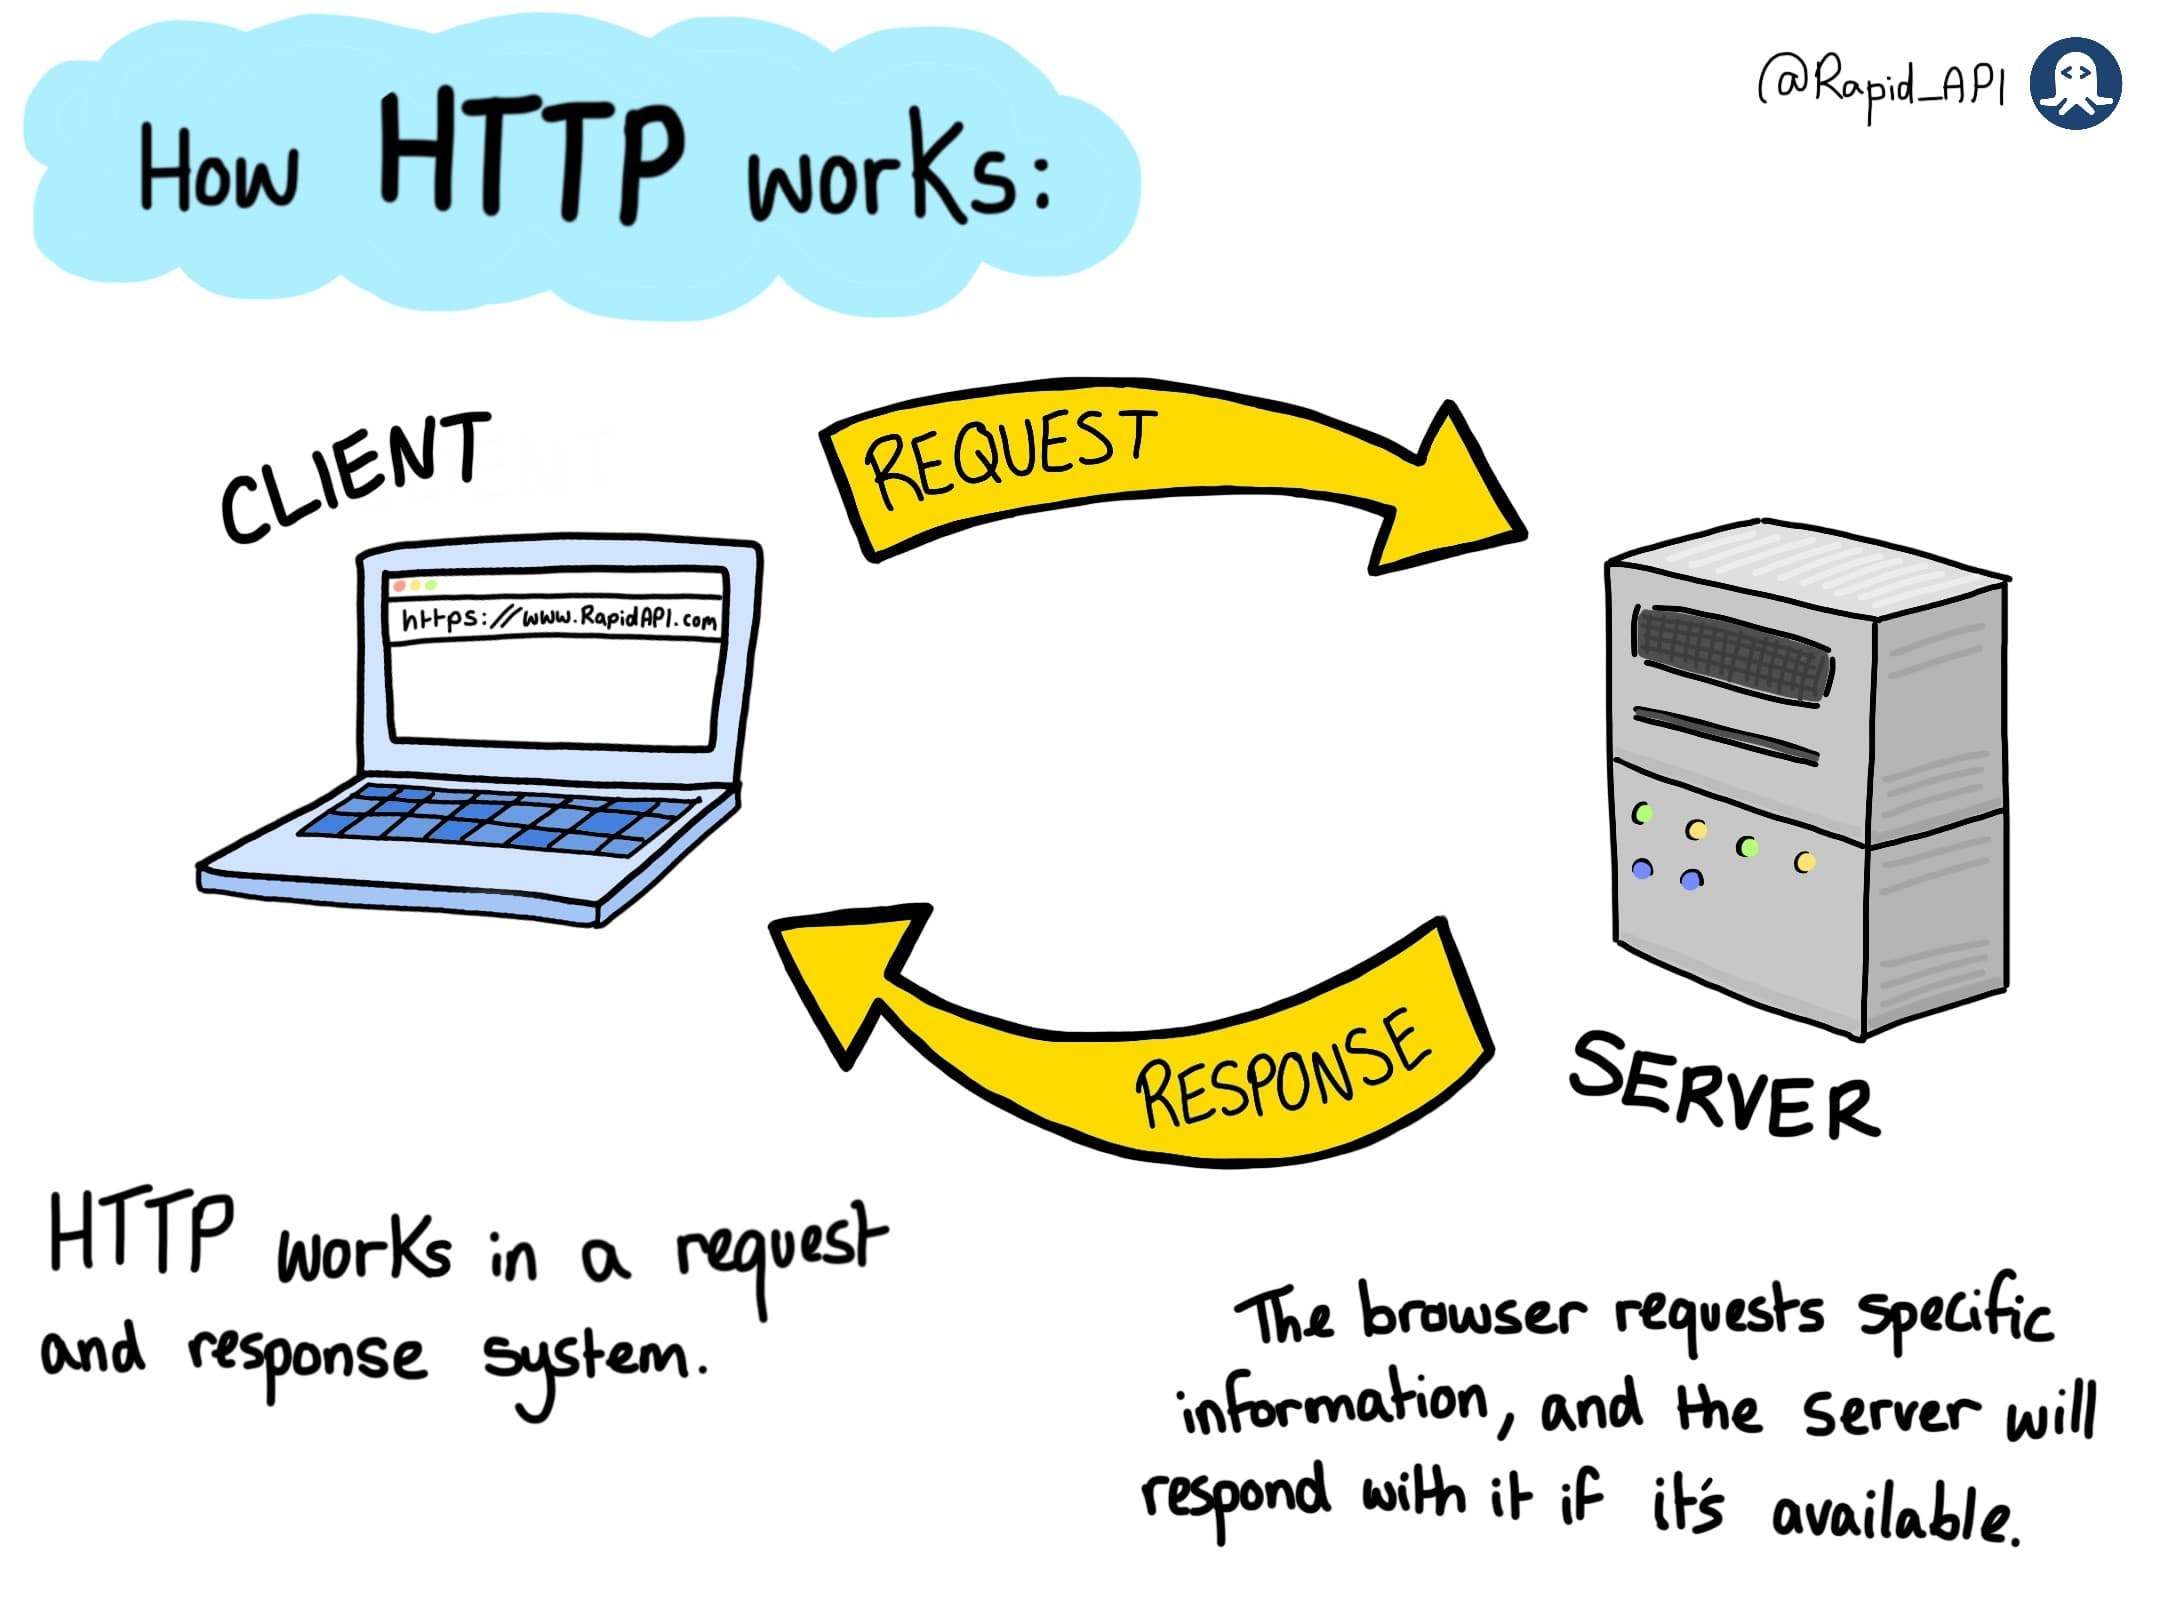 How HTTP works:
@Rapid_API
CLIENT
REQUEST
https://www.RapidAPI.com
RESPONSE
SERVER
HTTP works in a request
and response system.
The browser requests specific
information, and the server will
respond with it if it's available.